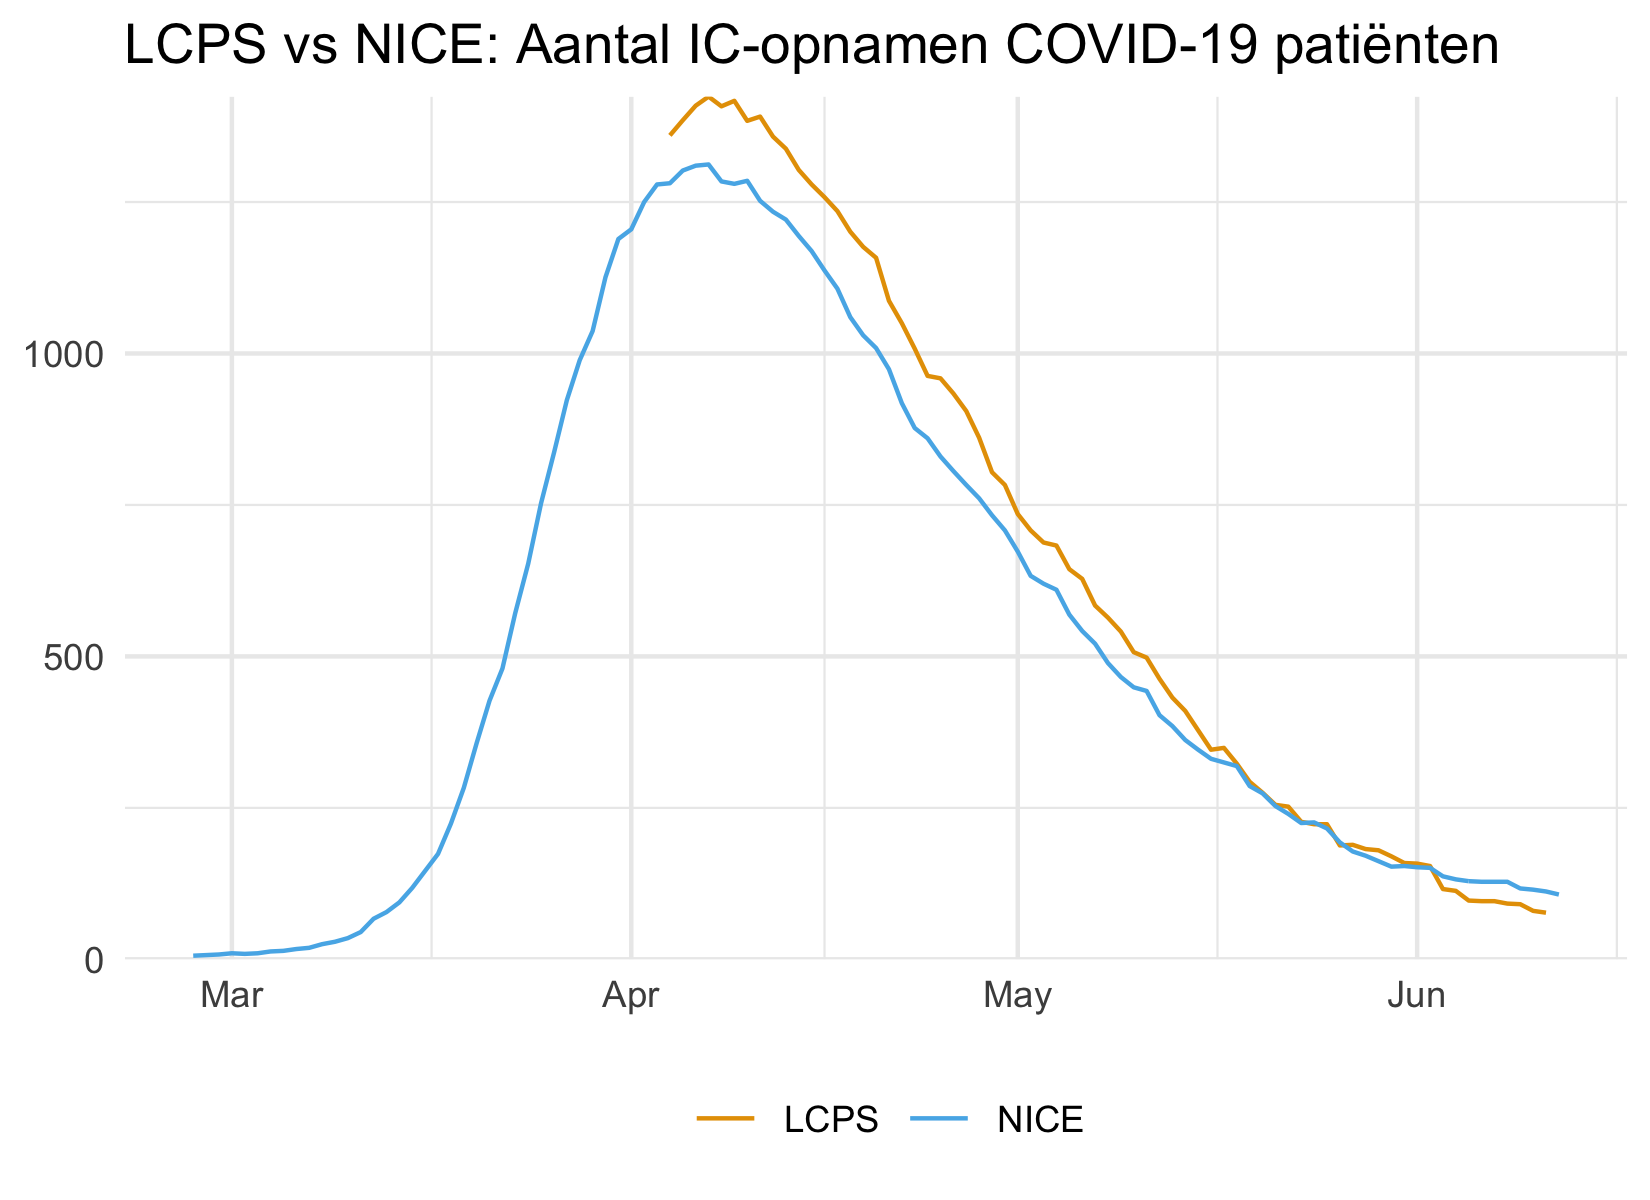 LCPS vs NICE: Aantal IC-opnamen COVID-19 patiënten
1000
500
0
Mar Apr May Jun
LCPS NICE